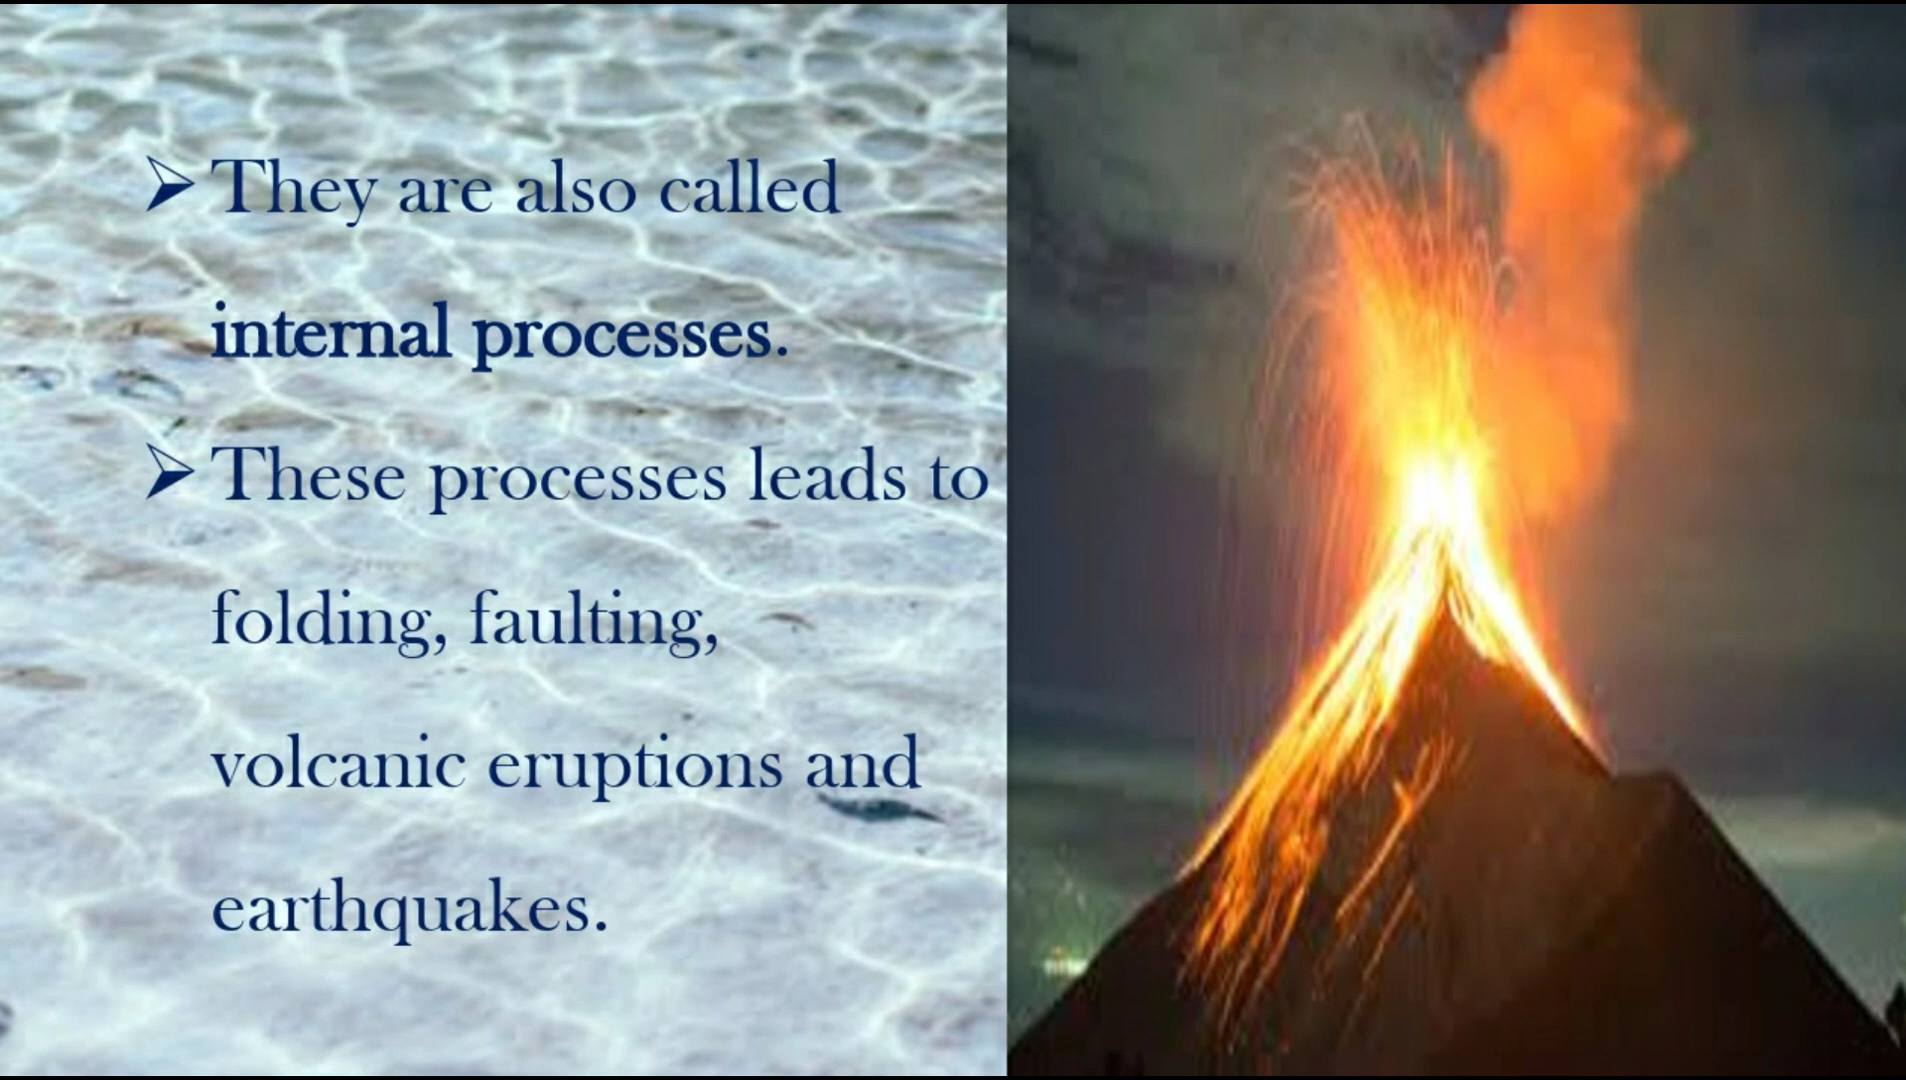 ➢ They are also called
internal processes.
➢ These processes leads to
folding, faulting,
volcanic eruptions and
earthquakes.